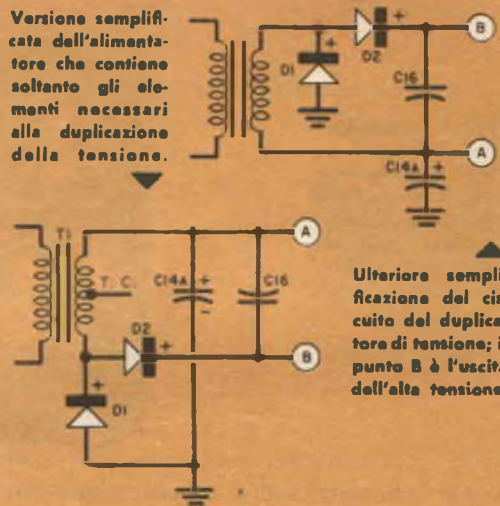 Versione semplifi-
cata dell'alimenta-
tore che contiene
soltanto gli ele-
menti necessari
alla duplicazione
della tensione.
D1
+
D2
+
B
C16
A
C14A
+
T1
T. C.
C14A
+
-
C16
A
D2
+
B
+
D1
Ulteriore sempli
ficazione del cir
cuito del duplica
tore di tensione; i
punto B è l'uscit
dell'alta tensione